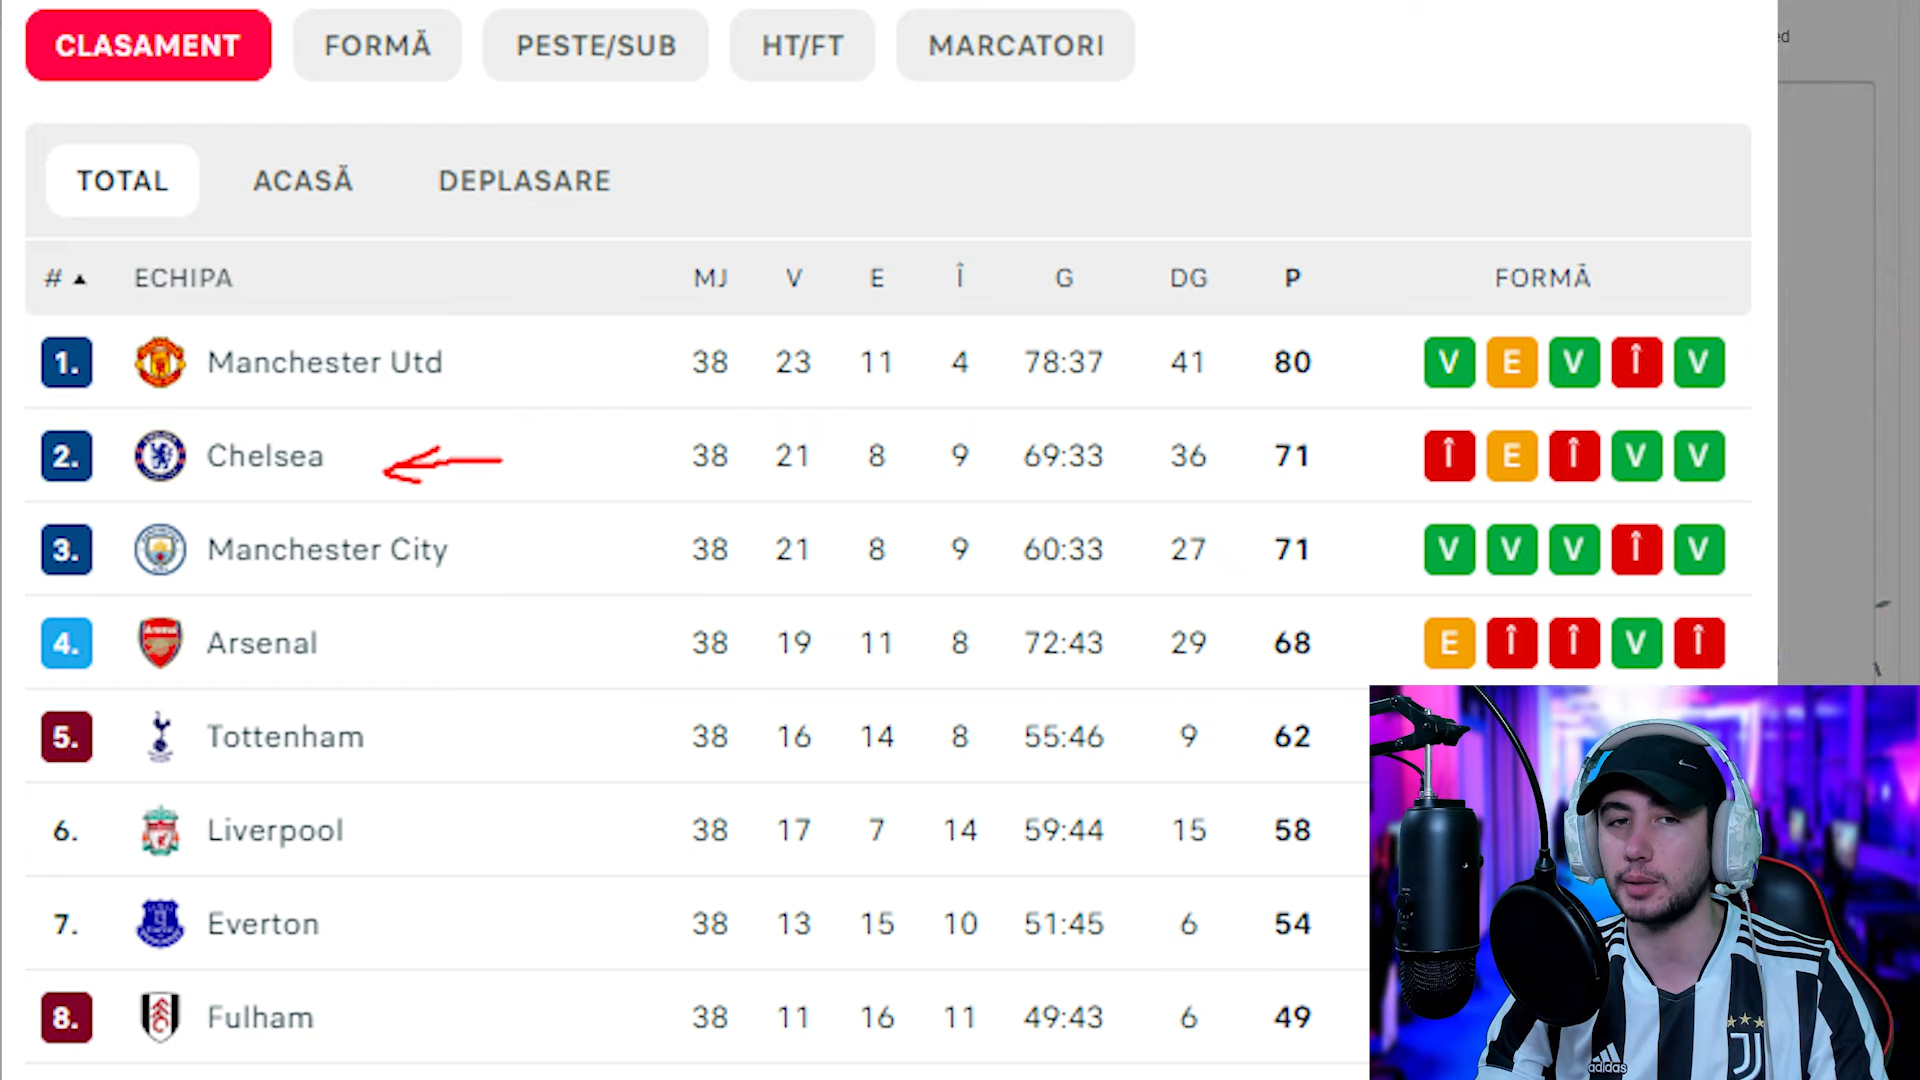 CLASAMENT FORMĂ PESTE/SUB HT/FT MARCATORI
ed
TOTAL ACASĂ DEPLASARE
# ECHIPA MJ V E Î G DG P FORMĂ
1. Manchester Utd 38 23 11 4 78:37 41 80 V E V Î V
2. Chelsea 38 21 8 9 69:33 36 71 Î E Î V V
3. Manchester City 38 21 8 9 60:33 27 71 V V V Î V
4. Arsenal 38 19 11 8 72:43 29 68 E Î Î V Î
5. Tottenham 38 16 14 8 55:46 9 62
6. Liverpool 38 17 7 14 59:44 15 58
7. Everton 38 13 15 10 51:45 6 54
8. Fulham 38 11 16 11 49:43 6 49
adidas